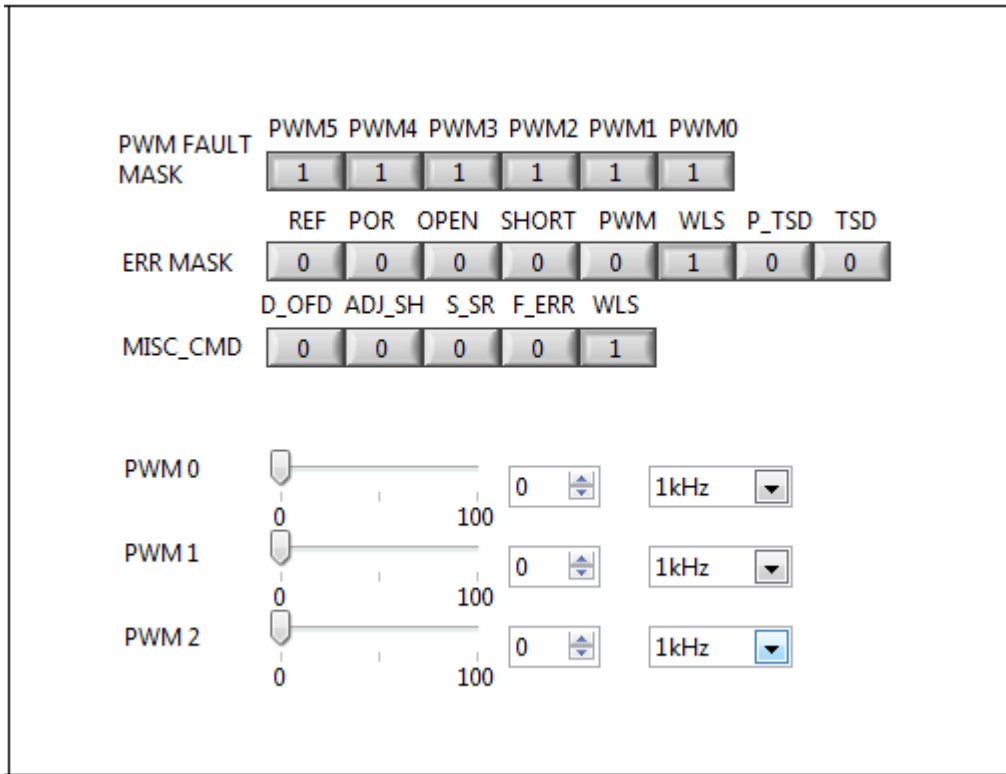 PWM5 PWM4 PWM3 PWM2 PWM1 PWM0
PWM FAULT MASK 1 1 1 1 1 1
REF POR OPEN SHORT PWM WLS P_TSD TSD
ERR MASK 0 0 0 0 0 1 0 0
D_OFD ADJ_SH S_SR F_ERR WLS
MISC_CMD 0 0 0 0 1
PWM 0 0 1kHz
0 100
PWM 1 0 1kHz
0 100
PWM 2 0 1kHz
0 100